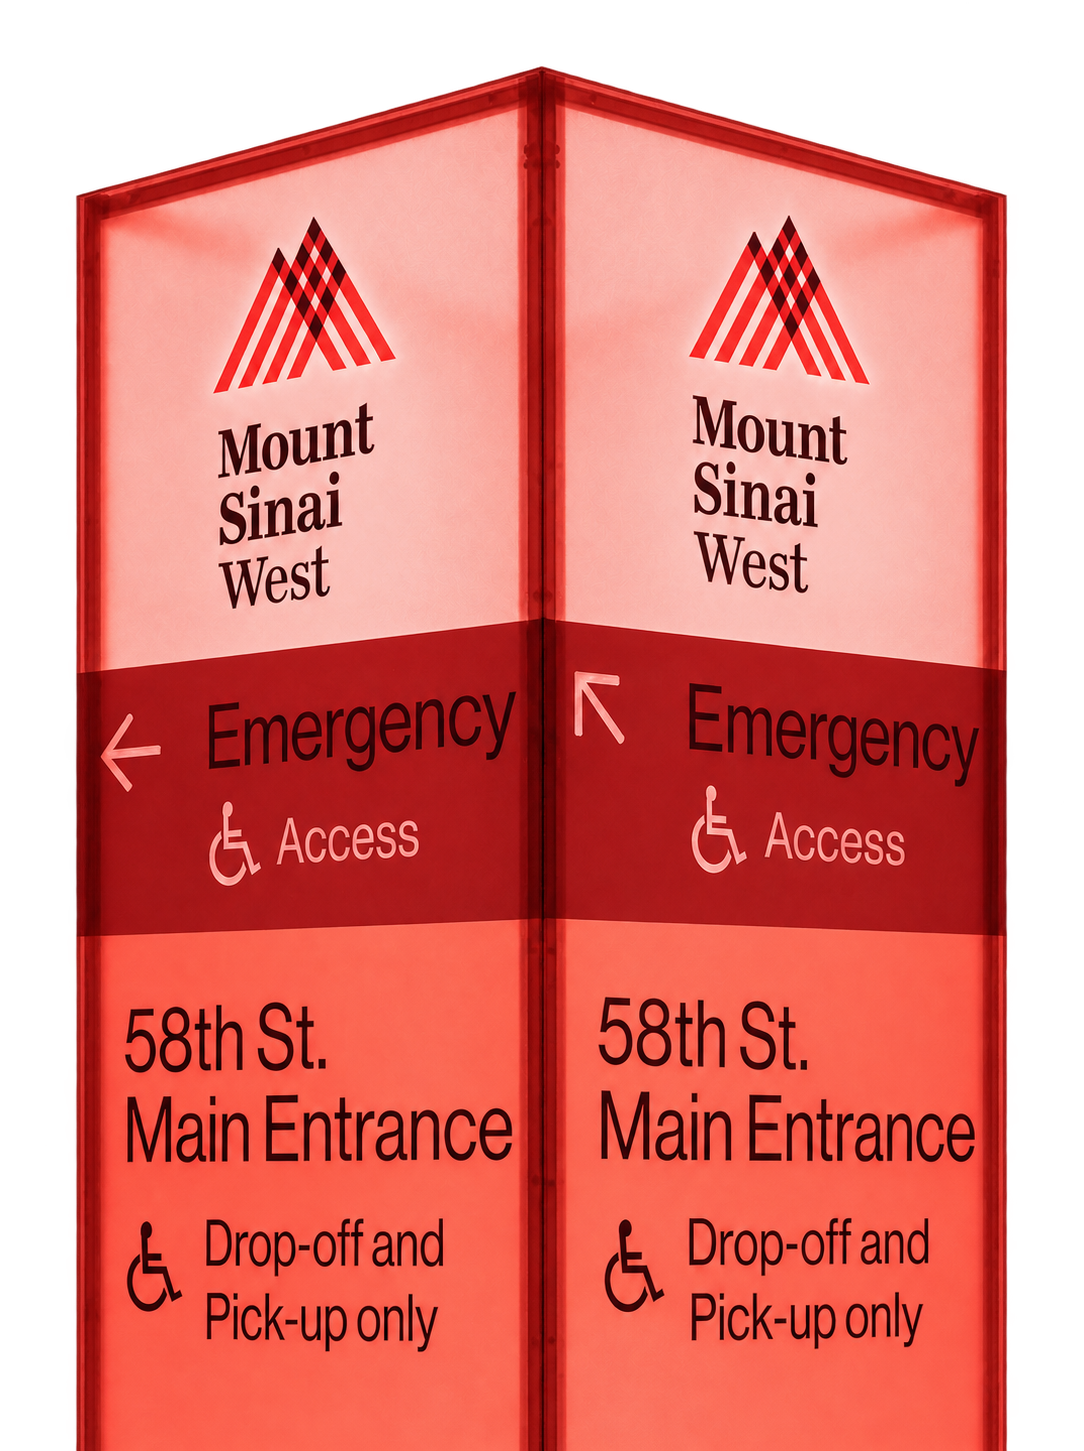 Mount
Sinai
West
Emergency
Access
58th St.
Main Entrance
Drop-off and
Pick-up only
Mount
Sinai
West
Emergency
Access
58th St.
Main Entrance
Drop-off and
Pick-up only